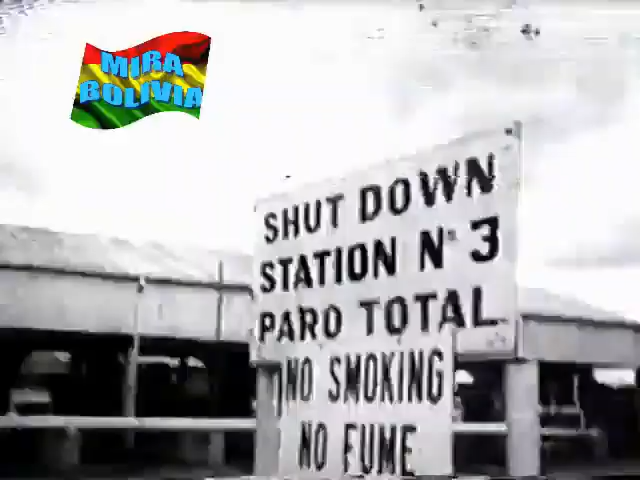 MIRA
BOLIVIA
SHUT DOWN
STATION Nº 3
PARO TOTAL
NO SMOKING
NO FUME